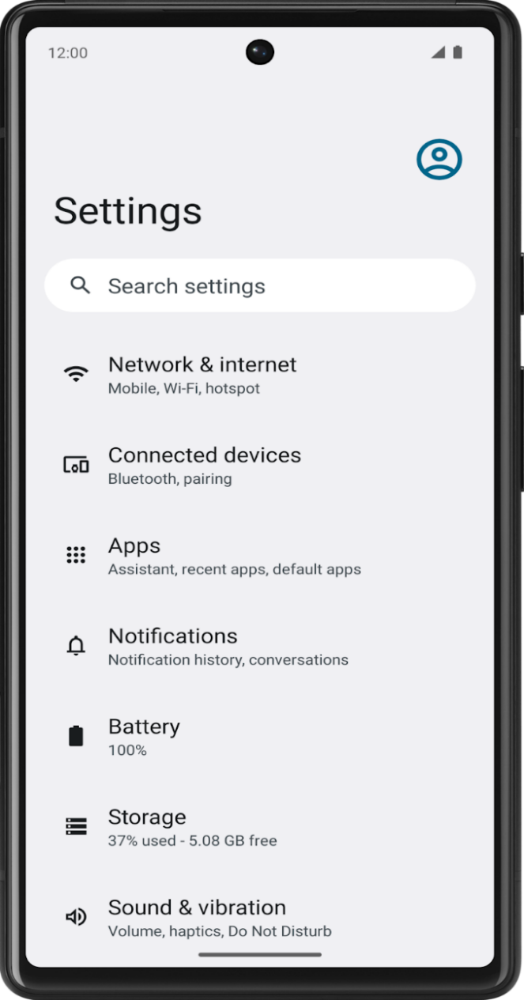 12:00
Settings
Search settings
Network & internet
Mobile, Wi-Fi, hotspot
Connected devices
Bluetooth, pairing
Apps
Assistant, recent apps, default apps
Notifications
Notification history, conversations
Battery
100%
Storage
37% used - 5.08 GB free
Sound & vibration
Volume, haptics, Do Not Disturb